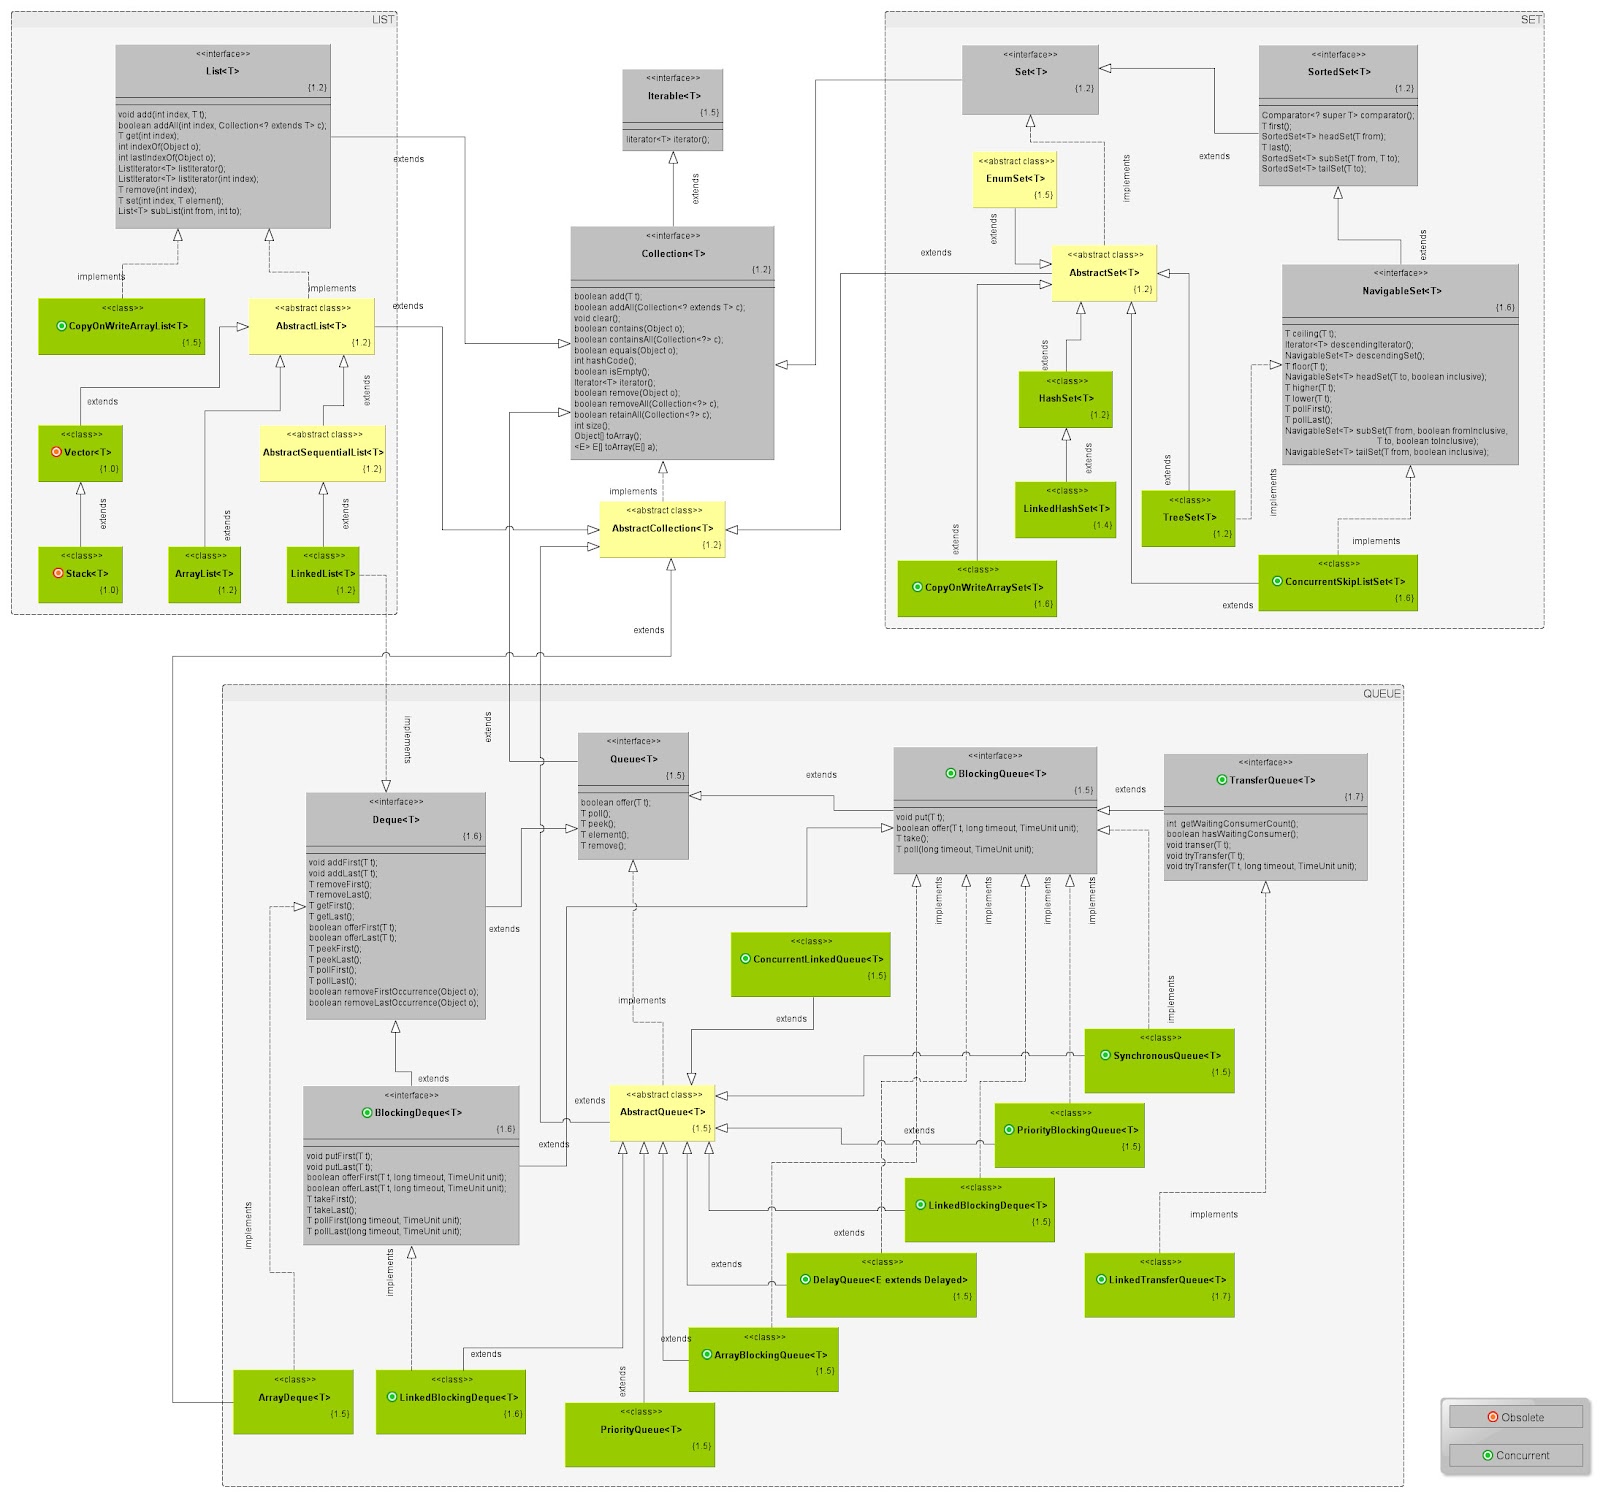 LIST
<<interface>>
List<T>
{1.2}
void add(int index, T t);
boolean addAll(int index, Collection<? extends T> c);
T get(int index);
int indexOf(Object o);
int lastIndexOf(Object o);
ListIterator<T> listIterator();
ListIterator<T> listIterator(int index);
T remove(int index);
T set(int index, T element);
List<T> subList(int from, int to);
extends
implements
implements
<<class>>
CopyOnWriteArrayList<T>
{1.5}
<<abstract class>>
AbstractList<T>
{1.2}
extends
extends
extends
<<class>>
Vector<T>
{1.0}
<<abstract class>>
AbstractSequentialList<T>
{1.2}
extends
extends
extends
<<class>>
Stack<T>
{1.0}
<<class>>
ArrayList<T>
{1.2}
<<class>>
LinkedList<T>
{1.2}
<<interface>>
Iterable<T>
{1.5}
Iterator<T> iterator();
extends
<<interface>>
Collection<T>
{1.2}
boolean add(T t);
boolean addAll(Collection<? extends T> c);
void clear();
boolean contains(Object o);
boolean containsAll(Collection<?> c);
boolean equals(Object o);
int hashCode();
boolean isEmpty();
Iterator<T> iterator();
boolean remove(Object o);
boolean removeAll(Collection<?> c);
boolean retainAll(Collection<?> c);
int size();
Object[] toArray();
<E> E[] toArray(E[] a);
implements
<<abstract class>>
AbstractCollection<T>
{1.2}
extends
SET
<<interface>>
Set<T>
{1.2}
<<interface>>
SortedSet<T>
{1.2}
Comparator<? super T> comparator();
T first();
SortedSet<T> headSet(T from);
T last();
SortedSet<T> subSet(T from, T to);
SortedSet<T> tailSet(T to);
extends
implements
<<abstract class>>
EnumSet<T>
{1.5}
extends
extends
extends
<<abstract class>>
AbstractSet<T>
{1.2}
<<interface>>
NavigableSet<T>
{1.6}
T ceiling(T t);
Iterator<T> descendingIterator();
NavigableSet<T> descendingSet();
T floor(T t);
NavigableSet<T> headSet(T to, boolean inclusive);
T higher(T t);
T lower(T t);
T pollFirst();
T pollLast();
NavigableSet<T> subSet(T from, boolean fromInclusive,
T to, boolean toInclusive);
NavigableSet<T> tailSet(T from, boolean inclusive);
extends
<<class>>
HashSet<T>
{1.2}
extends
extends
implements
<<class>>
LinkedHashSet<T>
{1.4}
<<class>>
TreeSet<T>
{1.2}
extends
implements
<<class>>
CopyOnWriteArraySet<T>
{1.6}
<<class>>
ConcurrentSkipListSet<T>
{1.6}
extends
QUEUE
implements
extends
<<interface>>
Queue<T>
{1.5}
boolean offer(T t);
T poll();
T peek();
T element();
T remove();
extends
<<interface>>
BlockingQueue<T>
{1.5}
void put(T t);
boolean offer(T t, long timeout, TimeUnit unit);
T take();
T poll(long timeout, TimeUnit unit);
extends
<<interface>>
TransferQueue<T>
{1.7}
int  getWaitingConsumerCount();
boolean hasWaitingConsumer();
void transer(T t);
void tryTransfer(T t);
void tryTransfer(T t, long timeout, TimeUnit unit);
<<interface>>
Deque<T>
{1.6}
void addFirst(T t);
void addLast(T t);
T removeFirst();
T removeLast();
T getFirst();
T getLast();
boolean offerFirst(T t);
boolean offerLast(T t);
T peekFirst();
T peekLast();
T pollFirst();
T pollLast();
boolean removeFirstOccurrence(Object o);
boolean removeLastOccurrence(Object o);
extends
implements
implements
implements
implements
<<class>>
ConcurrentLinkedQueue<T>
{1.5}
implements
extends
implements
<<class>>
SynchronousQueue<T>
{1.5}
extends
<<interface>>
BlockingDeque<T>
{1.6}
void putFirst(T t);
void putLast(T t);
boolean offerFirst(T t, long timeout, TimeUnit unit);
boolean offerLast(T t, long timeout, TimeUnit unit);
T takeFirst();
T takeLast();
T pollFirst(long timeout, TimeUnit unit);
T pollLast(long timeout, TimeUnit unit);
extends
extends
<<abstract class>>
AbstractQueue<T>
{1.5}
extends
<<class>>
PriorityBlockingQueue<T>
{1.5}
<<class>>
LinkedBlockingDeque<T>
{1.5}
implements
implements
implements
extends
extends
<<class>>
DelayQueue<E extends Delayed>
{1.5}
<<class>>
LinkedTransferQueue<T>
{1.7}
extends
extends
extends
<<class>>
ArrayBlockingQueue<T>
{1.5}
<<class>>
ArrayDeque<T>
{1.5}
<<class>>
LinkedBlockingDeque<T>
{1.6}
<<class>>
PriorityQueue<T>
{1.5}
Obsolete
Concurrent